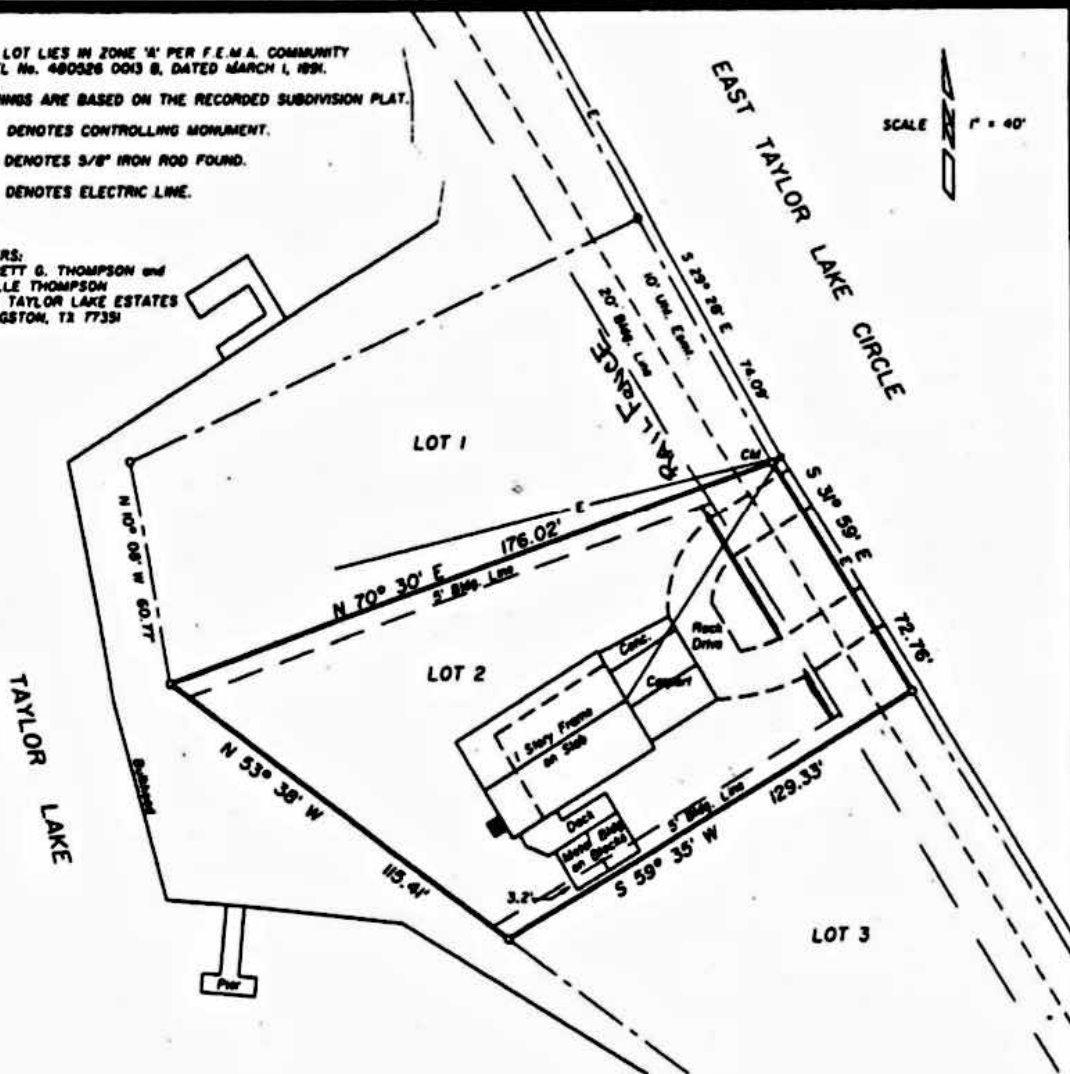 LOT LIES IN ZONE 'A' PER F.E.M.A. COMMUNITY
EL No. 480526 0013 B, DATED MARCH 1, 1991.
INGS ARE BASED ON THE RECORDED SUBDIVISION PLAT.
DENOTES CONTROLLING MONUMENT.
DENOTES 5/8" IRON ROD FOUND.
DENOTES ELECTRIC LINE.
RS:
ETT G. THOMPSON and
LLE THOMPSON
TAYLOR LAKE ESTATES
GSTON, TX 77351
SCALE
1" = 40'
EAST TAYLOR LAKE CIRCLE
E
S 29° 28' E 74.09'
10' Util. Esmt.
20' Bldg. Line
RAIL FENCE
LOT 1
CM
S 31° 59' E
E
72.76'
E
176.02'
N 70° 30' E
5' Bldg. Line
N 10° 08' W 60.77
LOT 2
Conc.
Rock
Drive
Carport
1 Story Frame
on Slab
TAYLOR LAKE
Bulkhead
N 53° 38' W
115.41'
Deck
Metal Bldg
on Blocks
5' Bldg. Line
129.33'
S 59° 35' W
3.2'
LOT 3
Pier